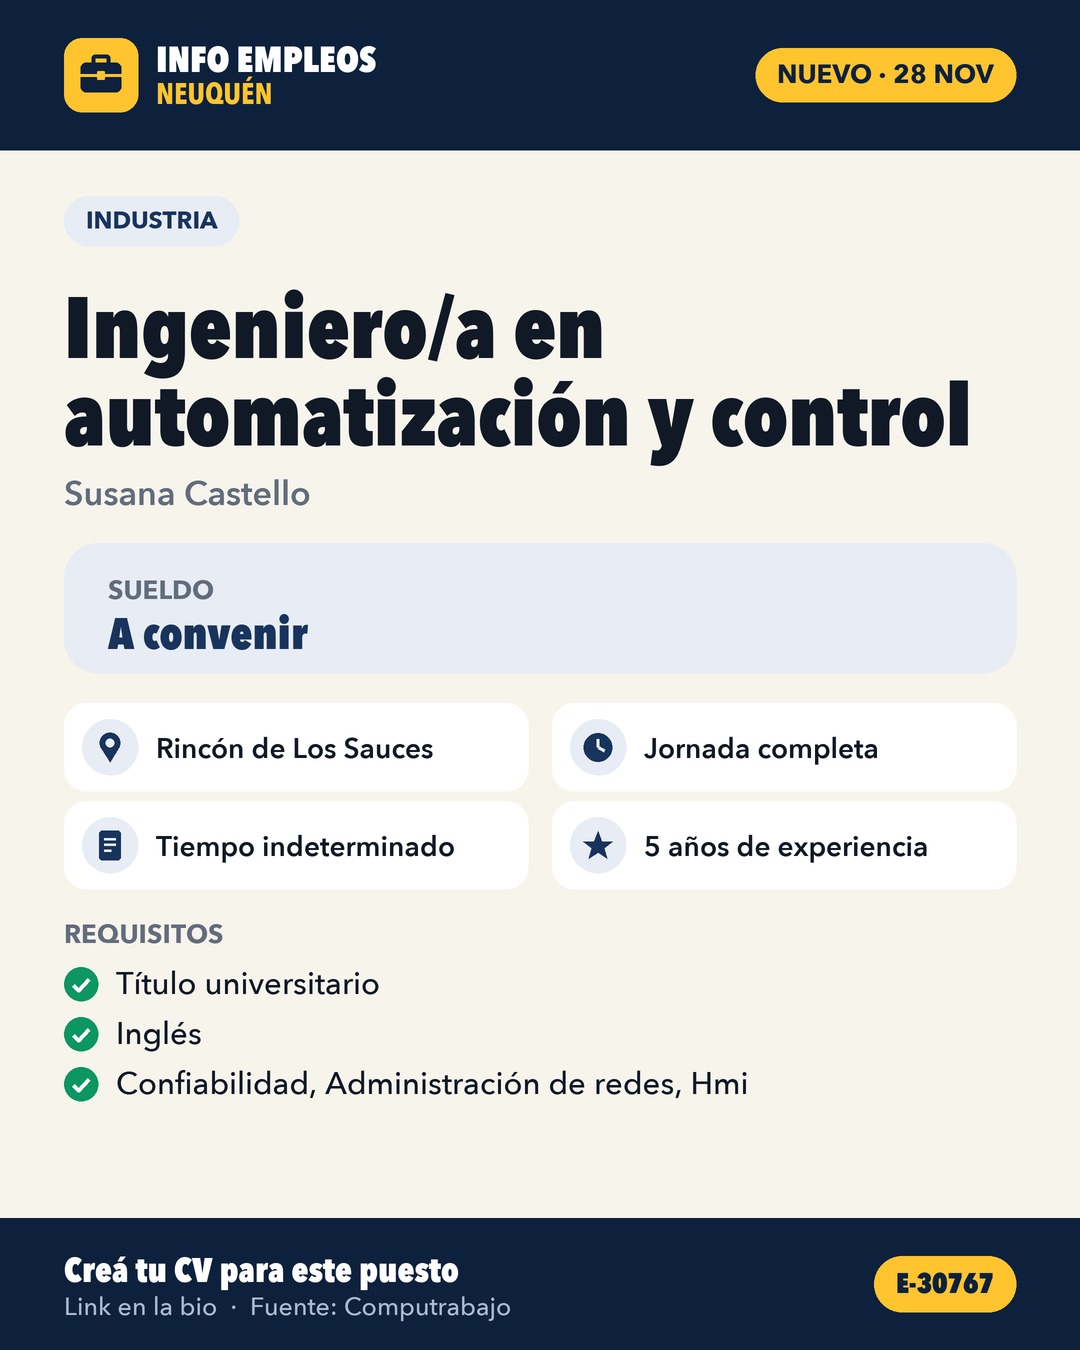 INFO EMPLEOS
NEUQUÉN
NUEVO · 28 NOV
INDUSTRIA
Ingeniero/a en
automatización y control
Susana Castello
SUELDO
A convenir
Rincón de Los Sauces
Jornada completa
Tiempo indeterminado
5 años de experiencia
REQUISITOS
Título universitario
Inglés
Confiabilidad, Administración de redes, Hmi
Creá tu CV para este puesto
Link en la bio · Fuente: Computrabajo
E-30767